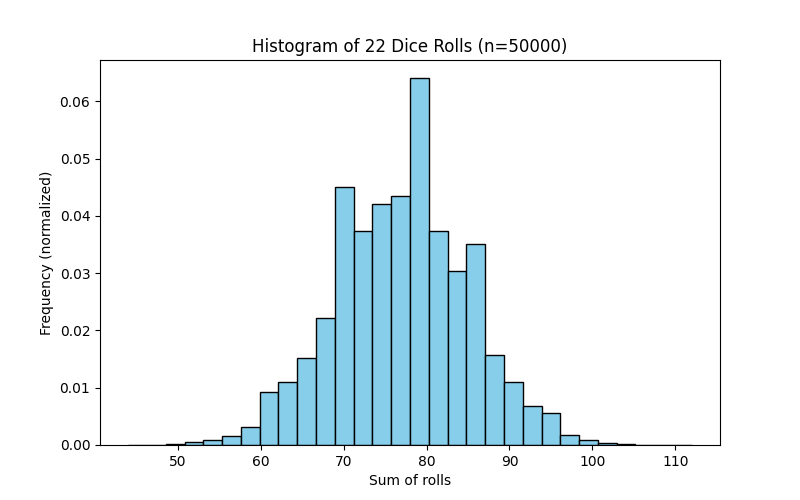 Histogram of 22 Dice Rolls (n=50000)
Frequency (normalized)
0.06
0.05
0.04
0.03
0.02
0.01
0.00
50 60 70 80 90 100 110
Sum of rolls